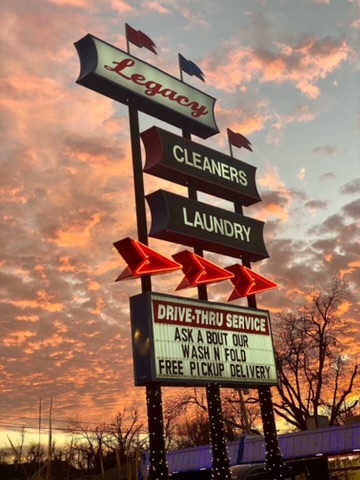 Legacy
CLEANERS
LAUNDRY
DRIVE-THRU SERVICE
ASK A BOUT OUR
WASH N FOLD
FREE PICKUP DELIVERY